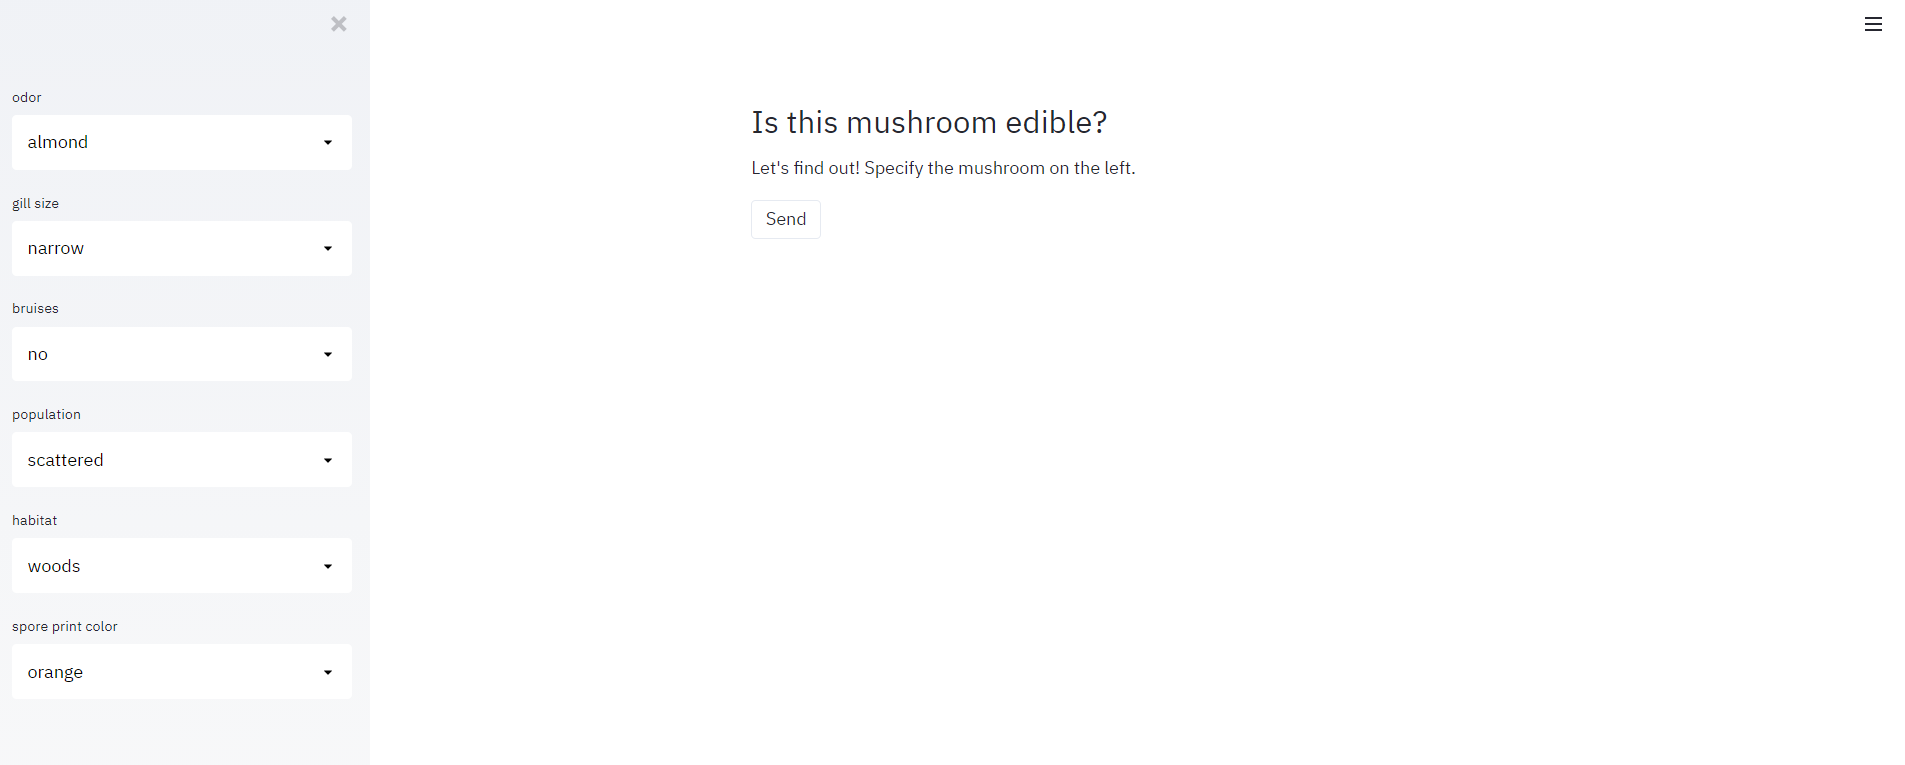 odor
almond
gill size
narrow
bruises
no
population
scattered
habitat
woods
spore print color
orange
Is this mushroom edible?
Let's find out! Specify the mushroom on the left.
Send